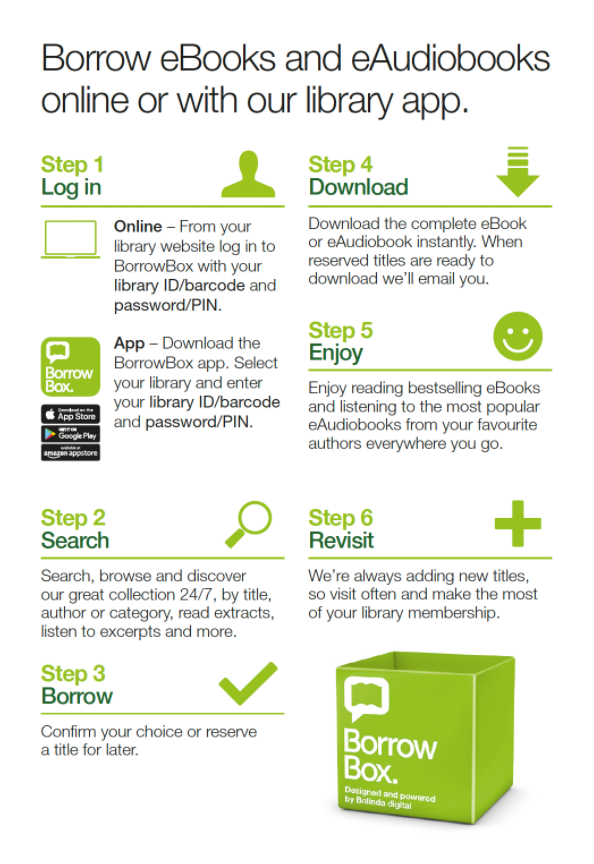 Borrow eBooks and eAudiobooks
online or with our library app.
Step 1
Log in
Online – From your
library website log in to
BorrowBox with your
library ID/barcode and
password/PIN.
App – Download the
BorrowBox app. Select
your library and enter
your library ID/barcode
and password/PIN.
Borrow
Box.
Download on the
App Store
GET IT ON
Google Play
available at
amazon appstore
Step 2
Search
Search, browse and discover
our great collection 24/7, by title,
author or category, read extracts,
listen to excerpts and more.
Step 3
Borrow
Confirm your choice or reserve
a title for later.
Step 4
Download
Download the complete eBook
or eAudiobook instantly. When
reserved titles are ready to
download we'll email you.
Step 5
Enjoy
Enjoy reading bestselling eBooks
and listening to the most popular
eAudiobooks from your favourite
authors everywhere you go.
Step 6
Revisit
We're always adding new titles,
so visit often and make the most
of your library membership.
Borrow
Box.
Designed and powered
by Bolinda digital